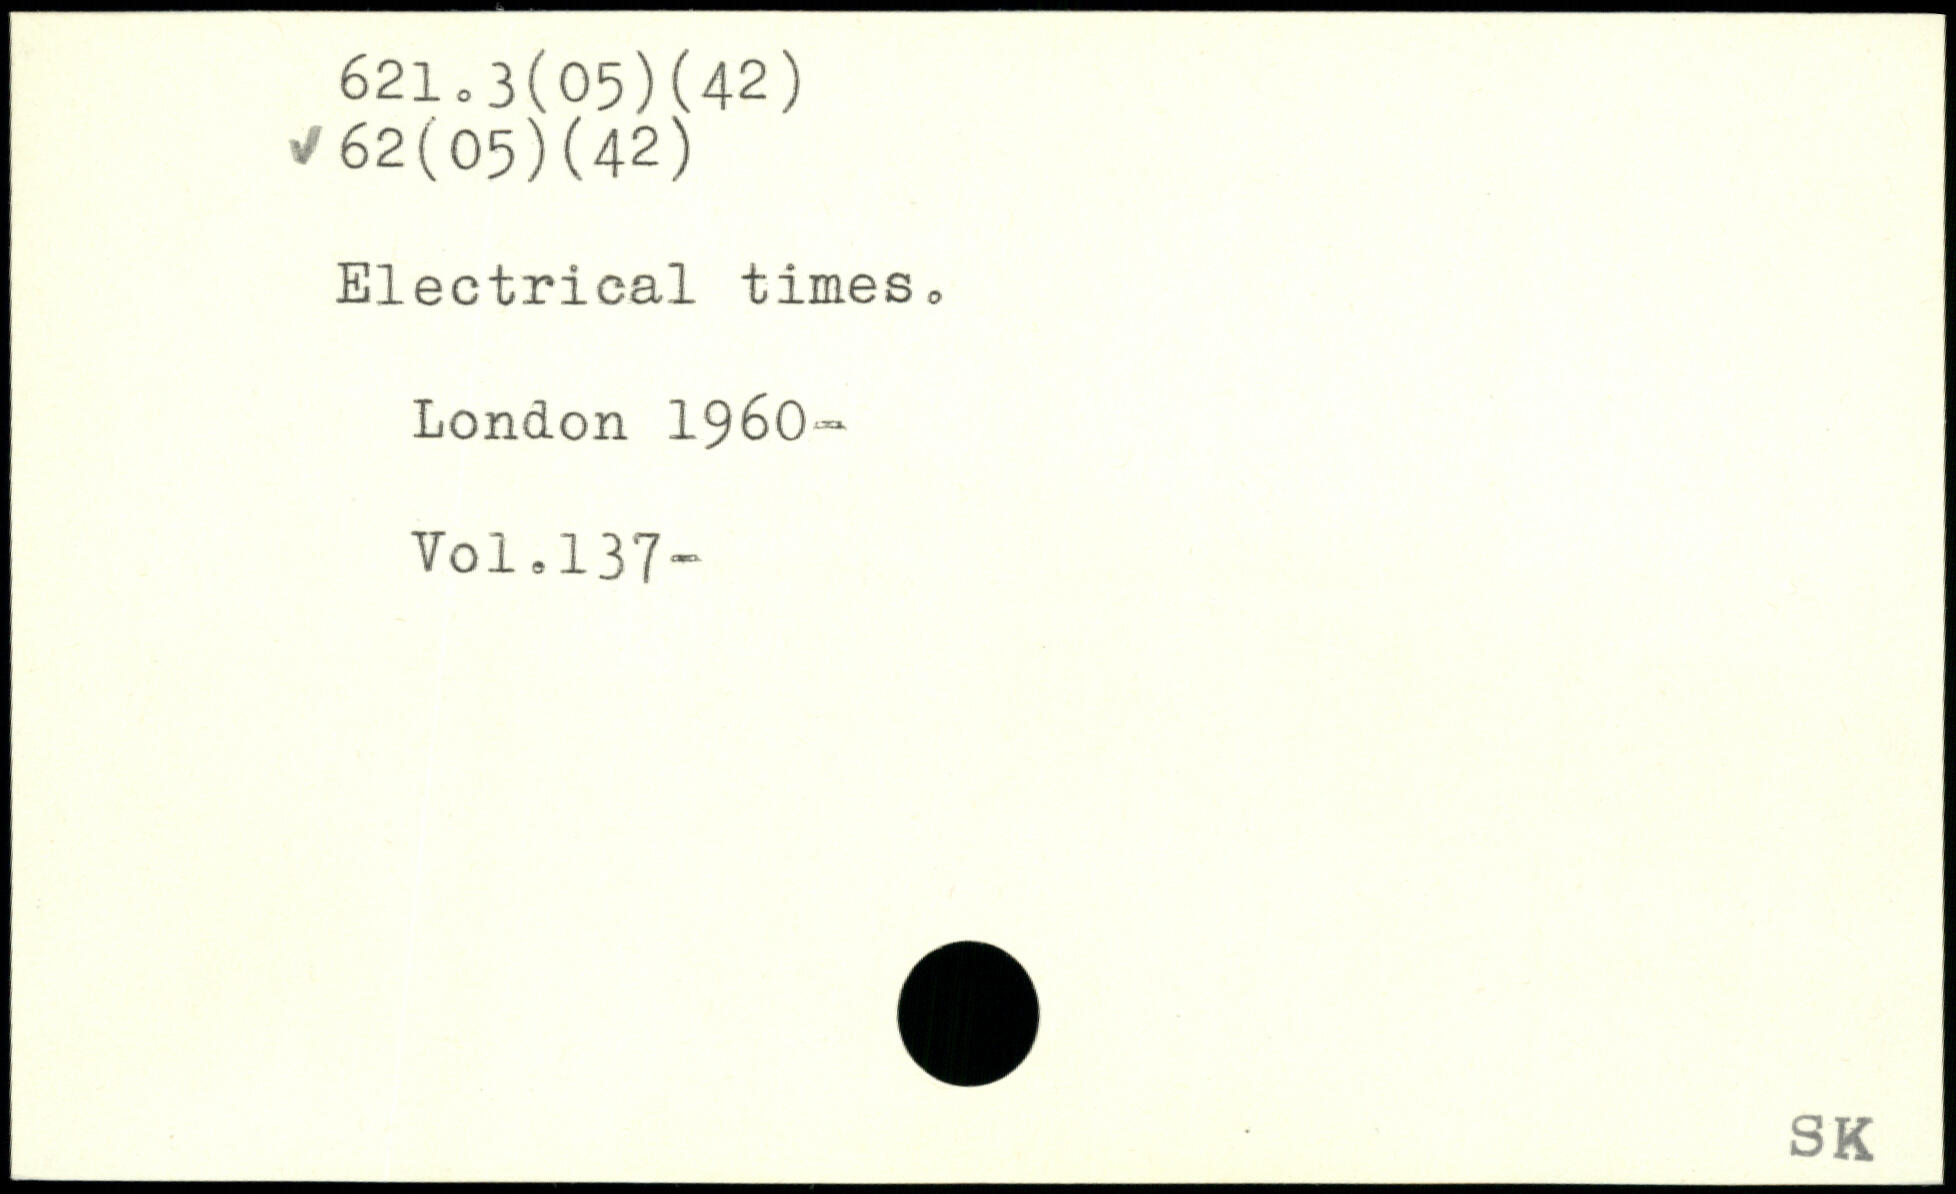 621.3(05)(42)
✓ 62(05)(42)
Electrical times.
London 1960-
Vol.137-
SK